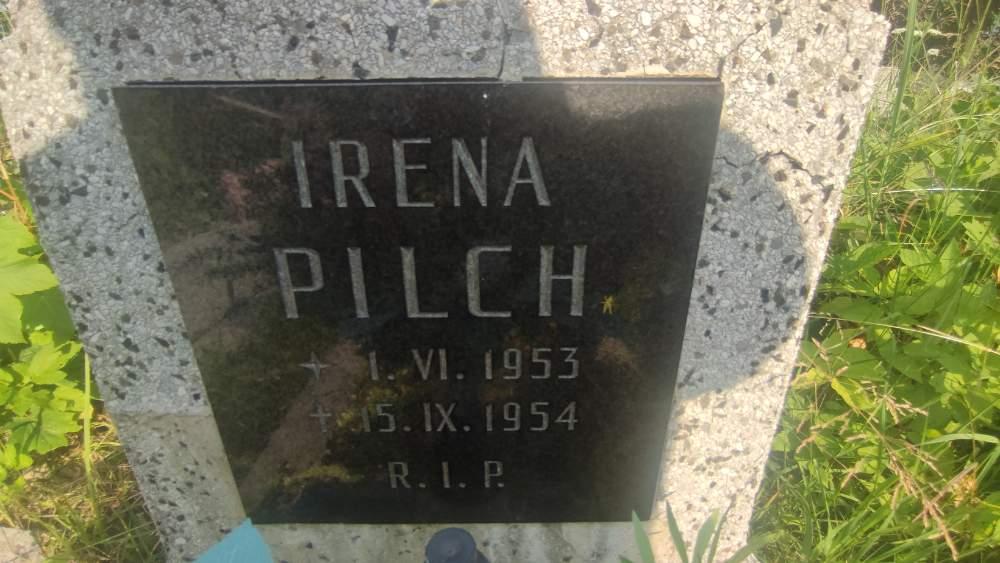 IRENA
PILCH
1. VI. 1953
† 15. IX. 1954
R.I.P.